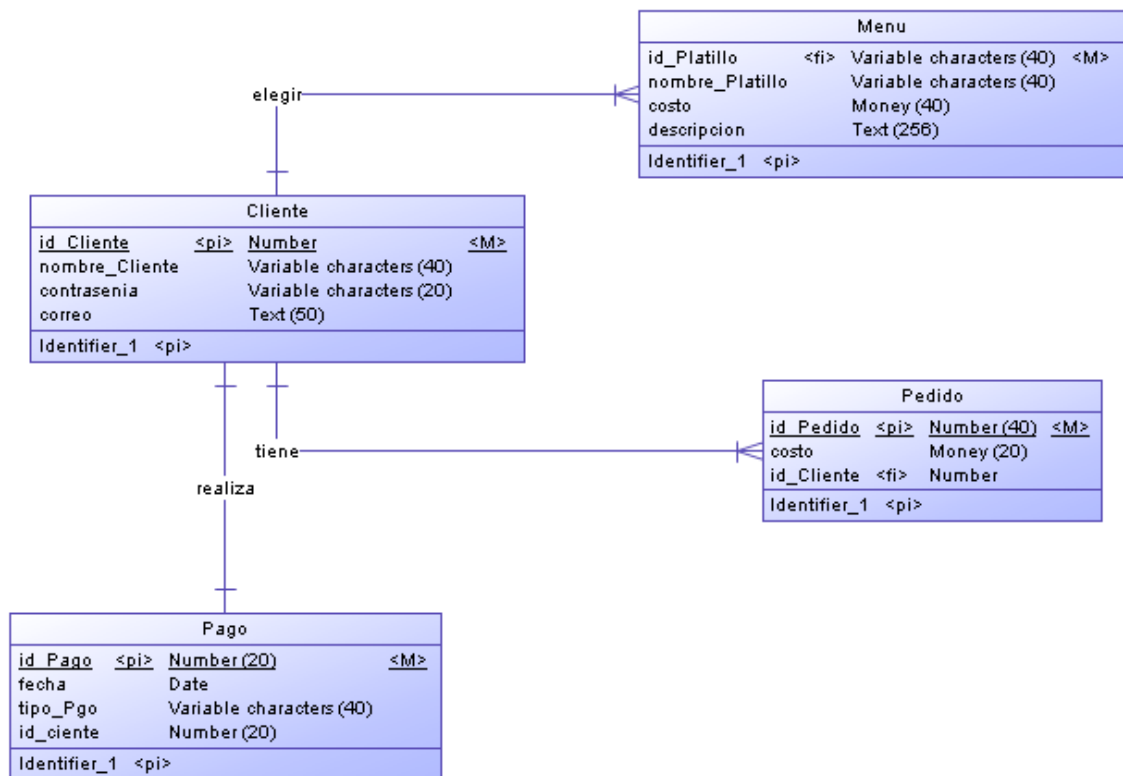 Menu
id_Platillo <fi> Variable characters (40) <M>
nombre_Platillo Variable characters (40)
costo Money (40)
descripcion Text (256)
Identifier_1 <pi>
elegir
Cliente
id_Cliente <pi> Number <M>
nombre_Cliente Variable characters (40)
contrasenia Variable characters (20)
correo Text (50)
Identifier_1 <pi>
Pedido
id_Pedido <pi> Number (40) <M>
costo Money (20)
id_Cliente <fi> Number
Identifier_1 <pi>
tiene
realiza
Pago
id_Pago <pi> Number (20) <M>
fecha Date
tipo_Pgo Variable characters (40)
id_ciente Number (20)
Identifier_1 <pi>